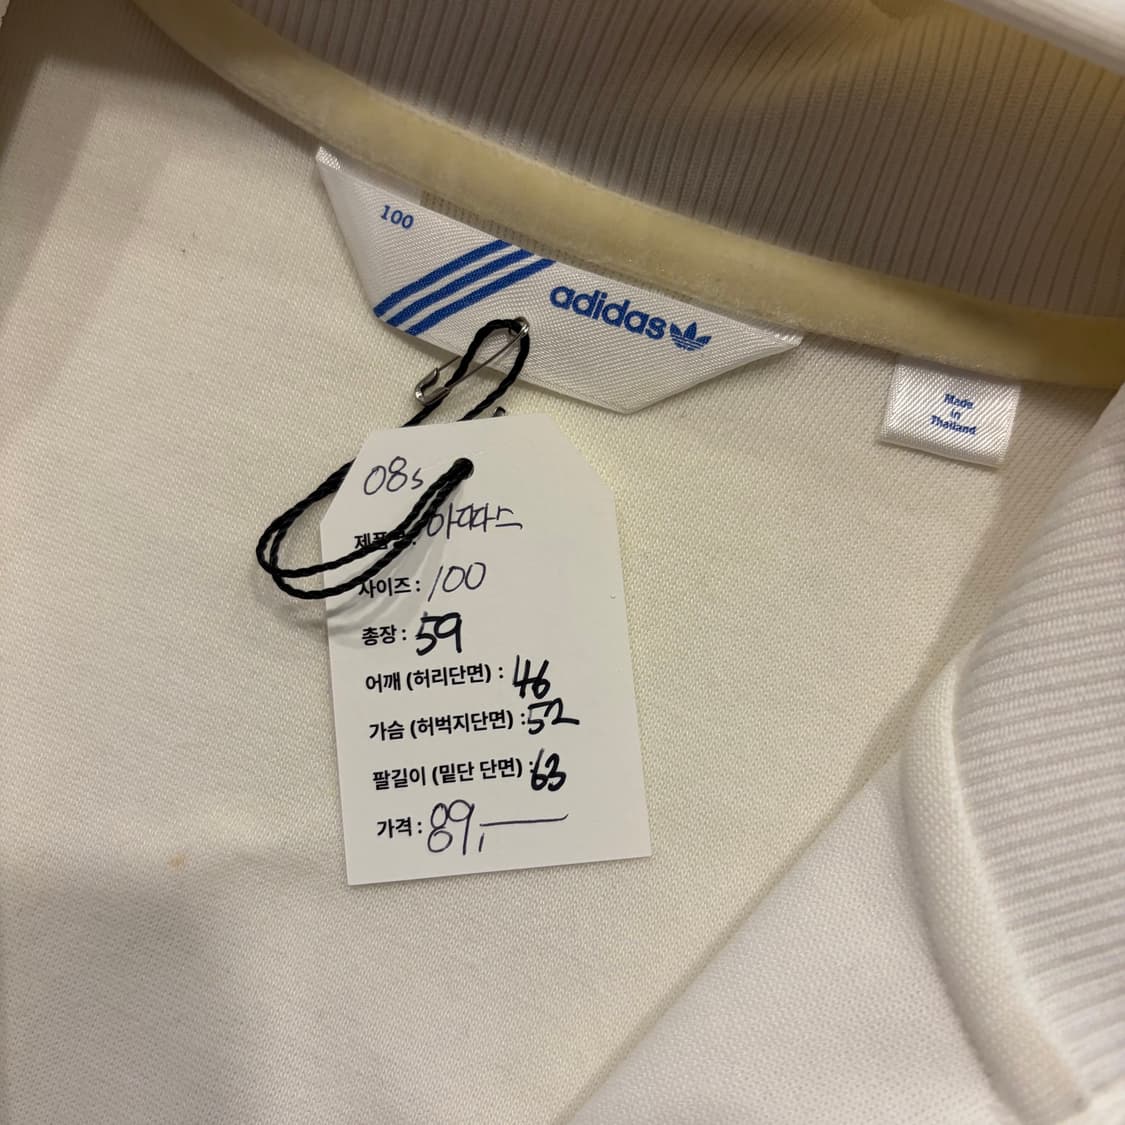 100
adidas
Made
in
Thailand
08s
제품명: 아디다스
사이즈: 100
총장: 59
어깨 (허리단면) : 46
가슴 (허벅지단면) : 52
팔길이 (밑단 단면) : 63
가격: 89,